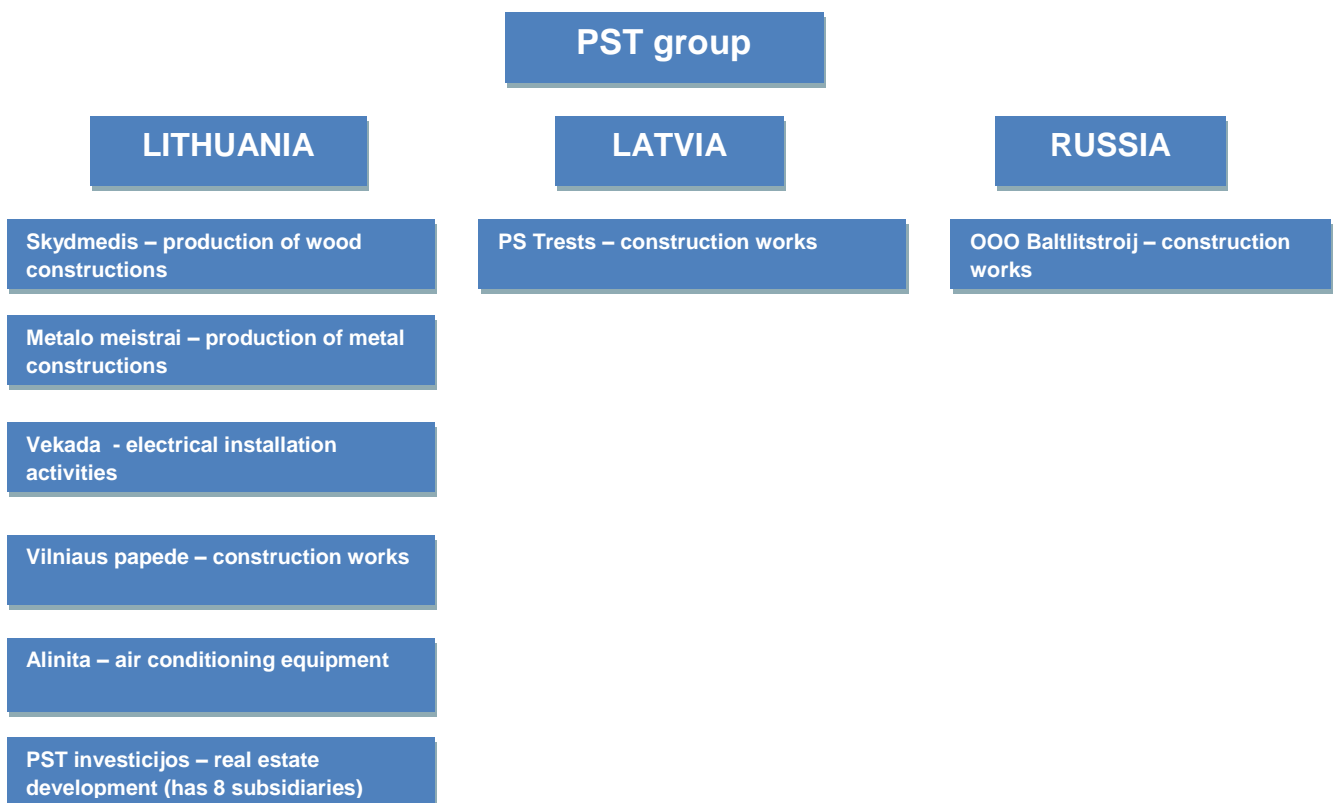 PST group
LITHUANIA
LATVIA
RUSSIA
Skydmedis – production of wood
constructions
PS Trests – construction works
OOO Baltlitstroij – construction
works
Metalo meistrai – production of metal
constructions
Vekada  - electrical installation
activities
Vilniaus papede – construction works
Alinita – air conditioning equipment
PST investicijos – real estate
development (has 8 subsidiaries)